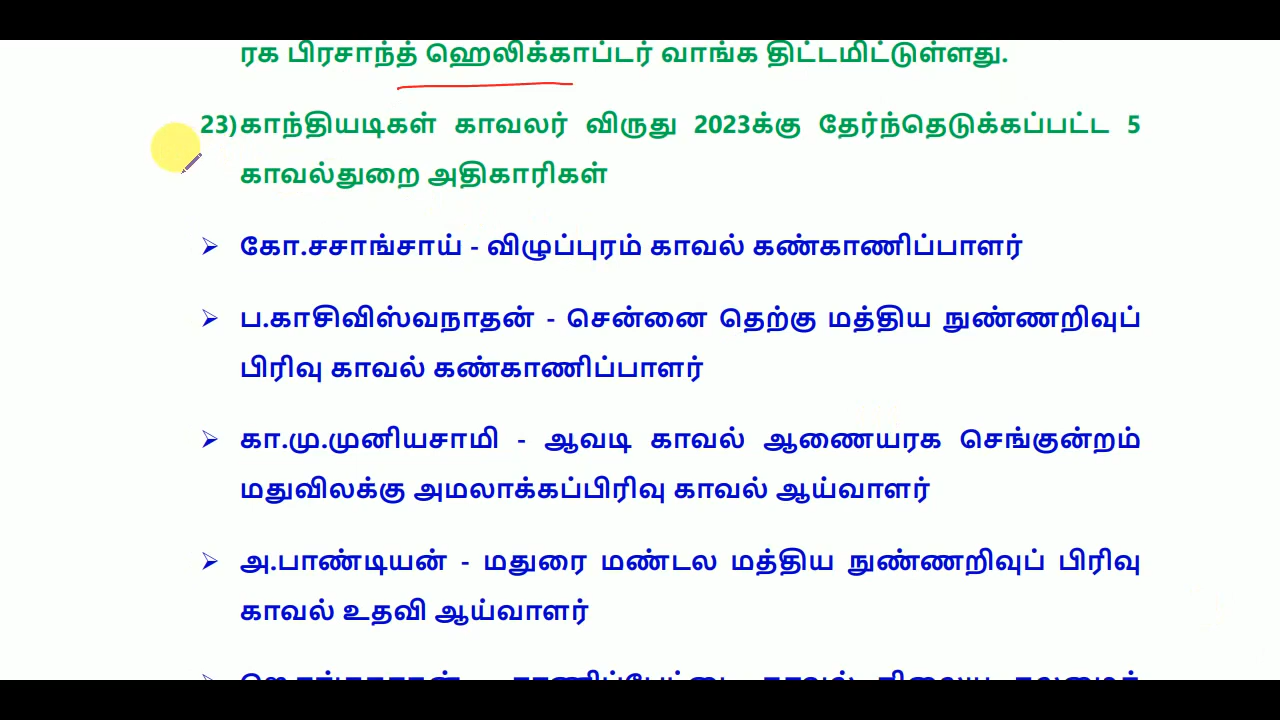 ரக பிரசாந்த் ஹெலிக்காப்டர் வாங்க திட்டமிட்டுள்ளது.
23)காந்தியடிகள் காவலர் விருது 2023க்கு தேர்ந்தெடுக்கப்பட்ட 5
காவல்துறை அதிகாரிகள்
➢ கோ.சசாங்சாய் - விழுப்புரம் காவல் கண்காணிப்பாளர்
➢ ப.காசிவிஸ்வநாதன் - சென்னை தெற்கு மத்திய நுண்ணறிவுப்
பிரிவு காவல் கண்காணிப்பாளர்
➢ கா.மு.முனியசாமி - ஆவடி காவல் ஆணையரக செங்குன்றம்
மதுவிலக்கு அமலாக்கப்பிரிவு காவல் ஆய்வாளர்
➢ அ.பாண்டியன் - மதுரை மண்டல மத்திய நுண்ணறிவுப் பிரிவு
காவல் உதவி ஆய்வாளர்